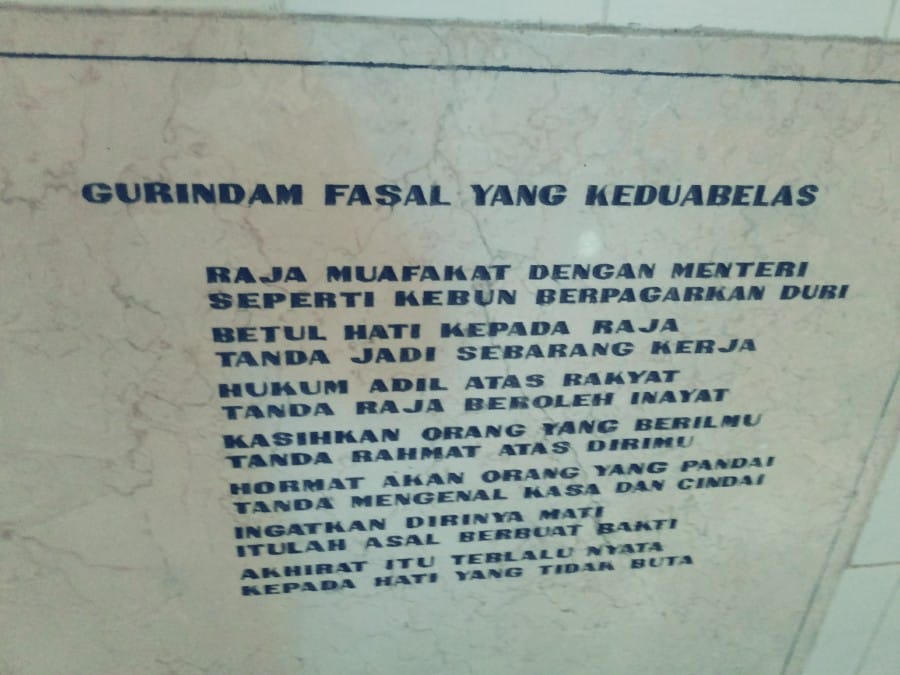 GURINDAM FASAL YANG KEDUABELAS
RAJA MUAFAKAT DENGAN MENTERI
SEPERTI KEBUN BERPAGARKAN DURI
BETUL HATI KEPADA RAJA
TANDA JADI SEBARANG KERJA
HUKUM ADIL ATAS RAKYAT
TANDA RAJA BEROLEH INAYAT
KASIHKAN ORANG YANG BERILMU
TANDA RAHMAT ATAS DIRIMU
HORMAT AKAN ORANG YANG PANDAI
TANDA MENGENAL KASA DAN CINDAI
INGATKAN DIRINYA MATI
ITULAH ASAL BERBUAT BAKTI
AKHIRAT ITU TERLALU NYATA
KEPADA HATI YANG TIDAK BUTA